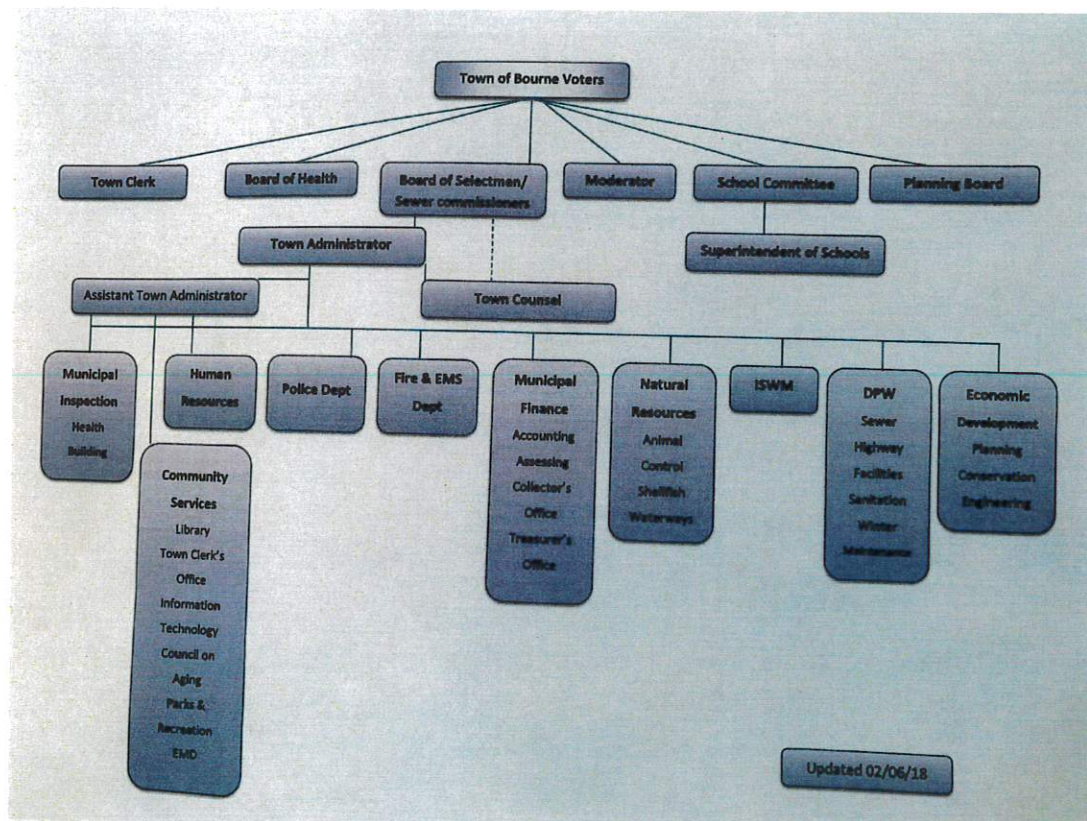 Town of Bourne Voters
Town Clerk
Board of Health
Board of Selectmen/
Sewer commissioners
Moderator
School Committee
Planning Board
Town Administrator
Superintendent of Schools
Assistant Town Administrator
Town Counsel
Municipal
Inspection
Health
Building
Human
Resources
Police Dept
Fire & EMS
Dept
Municipal
Finance
Accounting
Assessing
Collector's
Office
Treasurer's
Office
Natural
Resources
Animal
Control
Shellfish
Waterways
ISWM
DPW
Sewer
Highway
Facilities
Sanitation
Winter
Maintenance
Economic
Development
Planning
Conservation
Engineering
Community
Services
Library
Town Clerk's
Office
Information
Technology
Council on
Aging
Parks &
Recreation
EMD
Updated 02/06/18